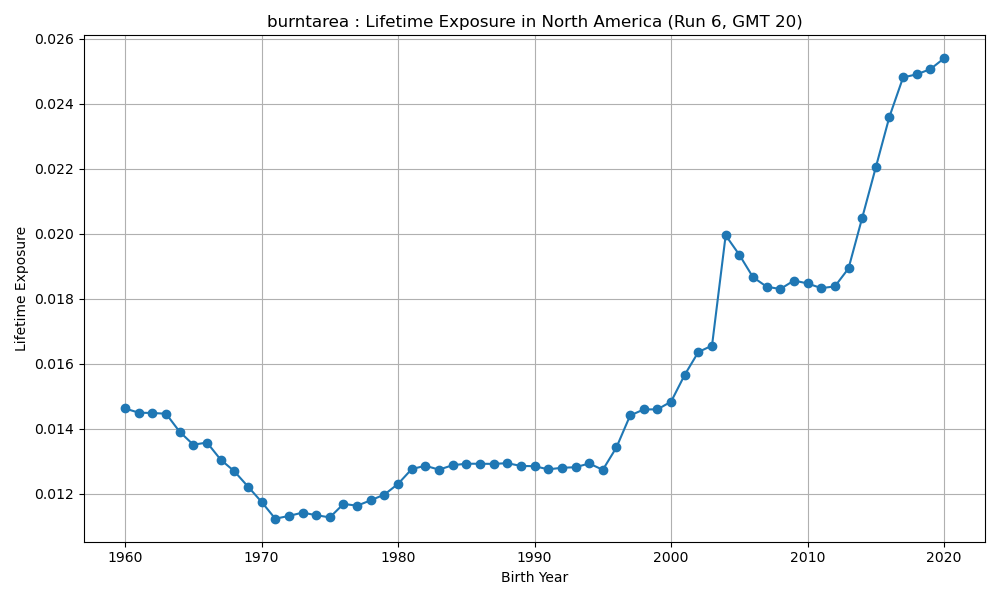 burntarea : Lifetime Exposure in North America (Run 6, GMT 20)
0.026
0.024
0.022
0.020
0.018
0.016
0.014
0.012
Lifetime Exposure
1960 1970 1980 1990 2000 2010 2020
Birth Year